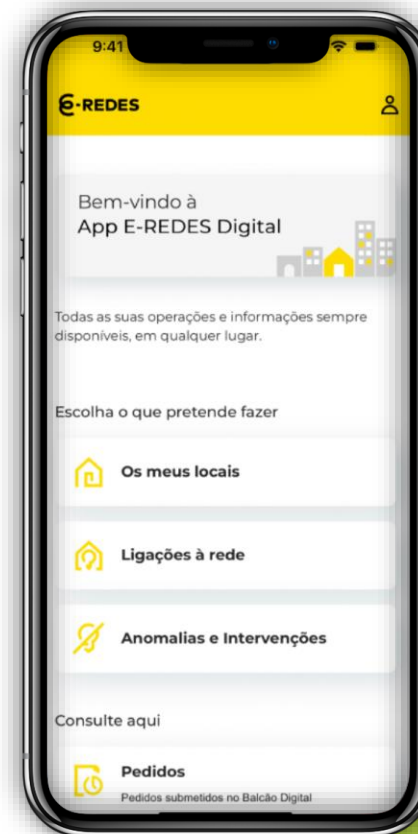 9:41
E-REDES
Bem-vindo à
App E-REDES Digital
Todas as suas operações e informações sempre
disponíveis, em qualquer lugar.
Escolha o que pretende fazer
Os meus locais
Ligações à rede
Anomalias e Intervenções
Consulte aqui
Pedidos
Pedidos submetidos no Balcão Digital